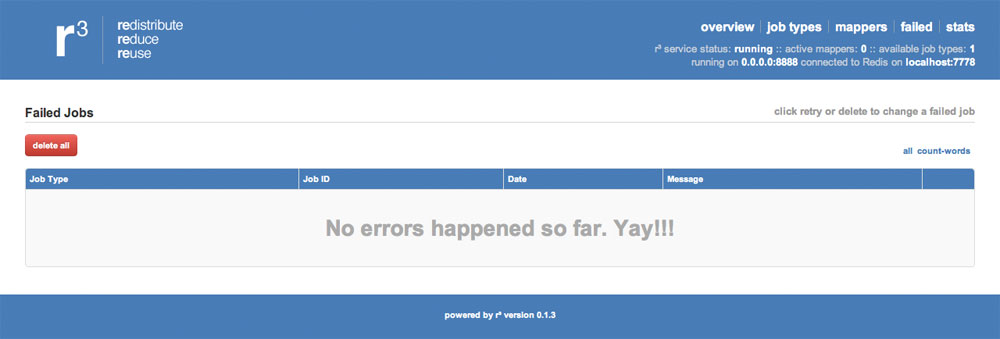 r³
redistribute
reduce
reuse
overview job types mappers failed stats
r³ service status: running :: active mappers: 0 :: available job types: 1
running on 0.0.0.0:8888 connected to Redis on localhost:7778
Failed Jobs
click retry or delete to change a failed job
delete all
all count-words
Job Type Job ID Date Message
No errors happened so far. Yay!!!
powered by r³ version 0.1.3